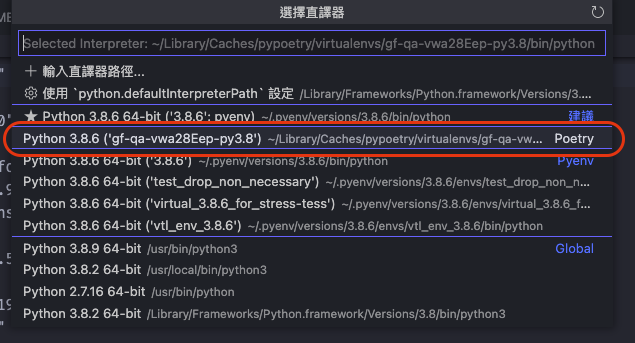 選擇直譯器
Selected Interpreter: ~/Library/Caches/pypoetry/virtualenvs/gf-qa-vwa28Eep-py3.8/bin/python
輸入直譯器路徑...
使用 `python.defaultInterpreterPath` 設定 /Library/Frameworks/Python.framework/Versions/3....
Python 3.8.6 64-bit ('3.8.6': pyenv) ~/.pyenv/versions/3.8.6/bin/python 建議
Python 3.8.6 ('gf-qa-vwa28Eep-py3.8') ~/Library/Caches/pypoetry/virtualenvs/gf-qa-vw... Poetry
Python 3.8.6 64-bit ('3.8.6') ~/.pyenv/versions/3.8.6/bin/python Pyenv
Python 3.8.6 64-bit ('test_drop_non_necessary') ~/.pyenv/versions/3.8.6/envs/test_drop_non_n...
Python 3.8.6 64-bit ('virtual_3.8.6_for_stress-tess') ~/.pyenv/versions/3.8.6/envs/virtual_3.8.6_f...
Python 3.8.6 64-bit ('vtl_env_3.8.6') ~/.pyenv/versions/3.8.6/envs/vtl_env_3.8.6/bin/python
Python 3.8.9 64-bit /usr/bin/python3 Global
Python 3.8.2 64-bit /usr/local/bin/python3
Python 2.7.16 64-bit /usr/bin/python
Python 3.8.2 64-bit /Library/Frameworks/Python.framework/Versions/3.8/bin/python3